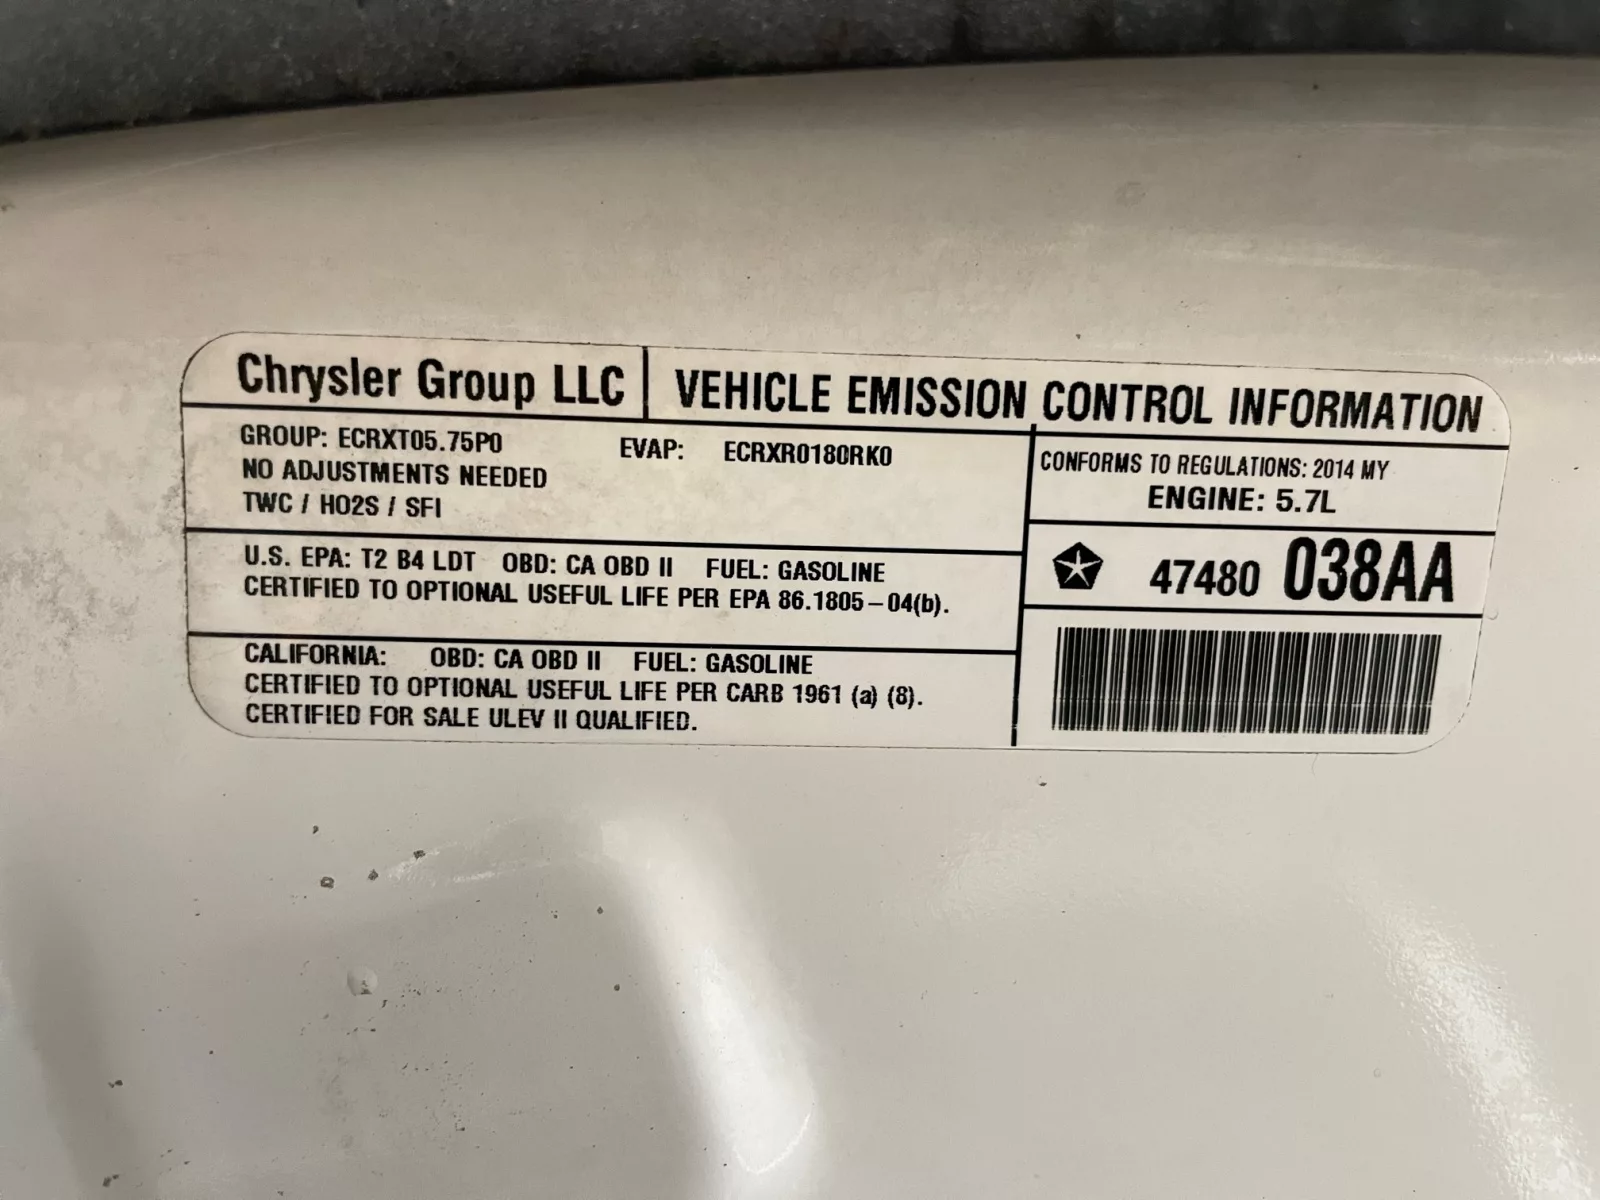 Chrysler Group LLC
VEHICLE EMISSION CONTROL INFORMATION
GROUP: ECRXT05.75P0 EVAP: ECRXR0180RK0
NO ADJUSTMENTS NEEDED
TWC / HO2S / SFI
CONFORMS TO REGULATIONS: 2014 MY
ENGINE: 5.7L
U.S. EPA: T2 B4 LDT OBD: CA OBD II FUEL: GASOLINE
CERTIFIED TO OPTIONAL USEFUL LIFE PER EPA 86.1805-04(b).
47480 038AA
CALIFORNIA: OBD: CA OBD II FUEL: GASOLINE
CERTIFIED TO OPTIONAL USEFUL LIFE PER CARB 1961 (a) (8).
CERTIFIED FOR SALE ULEV II QUALIFIED.